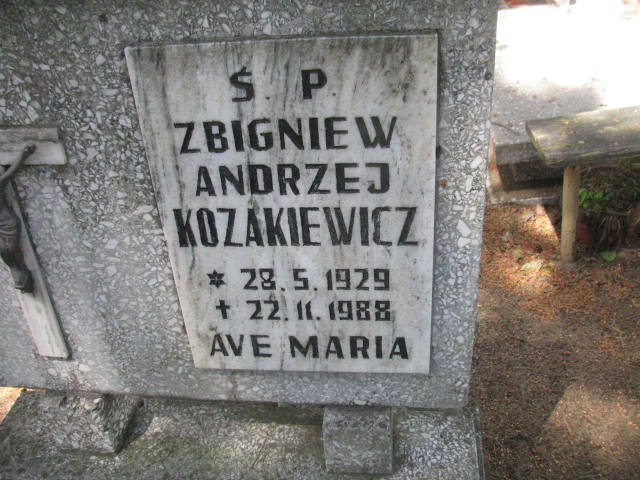 Ś P
ZBIGNIEW
ANDRZEJ
KOZAKIEWICZ
* 28.5.1929
✝ 22.11.1988
AVE MARIA